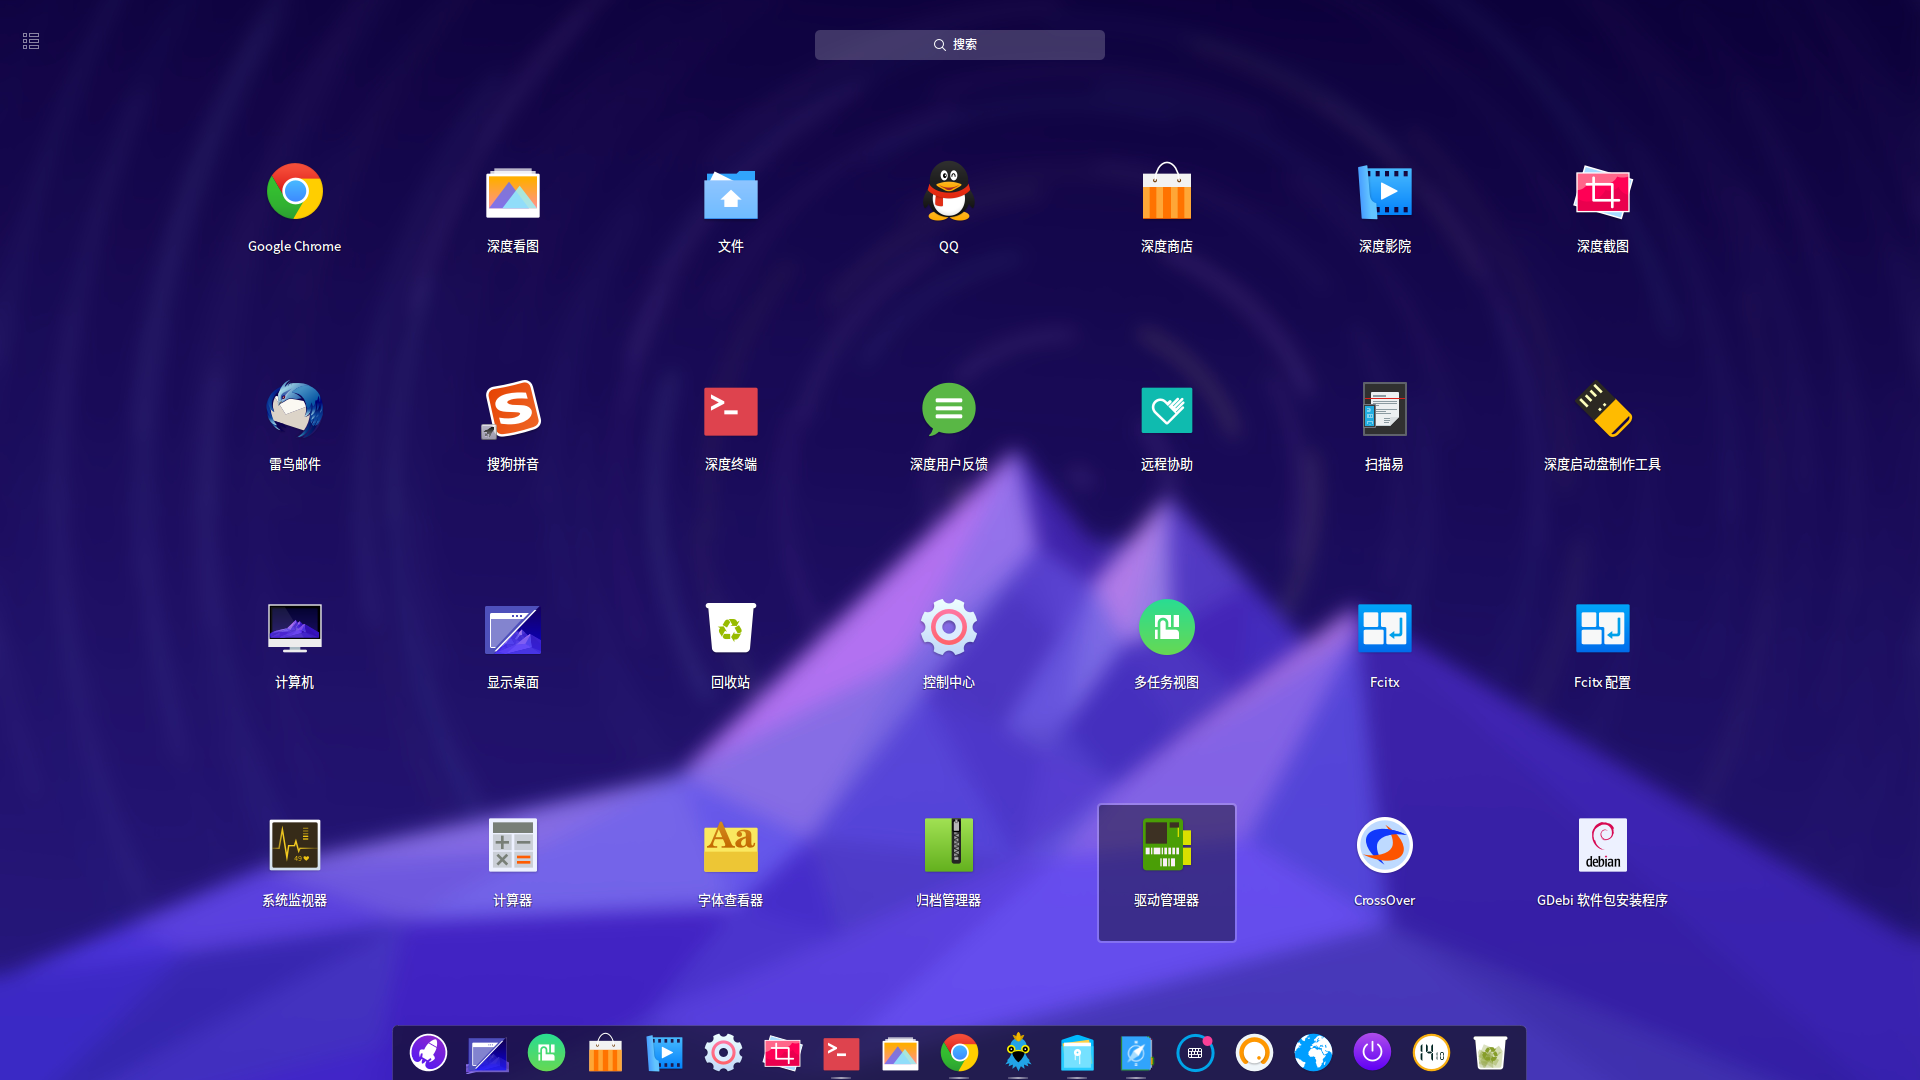 搜索
Google Chrome
深度看图
文件
QQ
深度商店
深度影院
深度截图
雷鸟邮件
搜狗拼音
深度终端
深度用户反馈
远程协助
扫描易
深度启动盘制作工具
计算机
显示桌面
回收站
控制中心
多任务视图
Fcitx
Fcitx 配置
49
Aa
debian
系统监视器
计算器
字体查看器
归档管理器
驱动管理器
CrossOver
GDebi 软件包安装程序